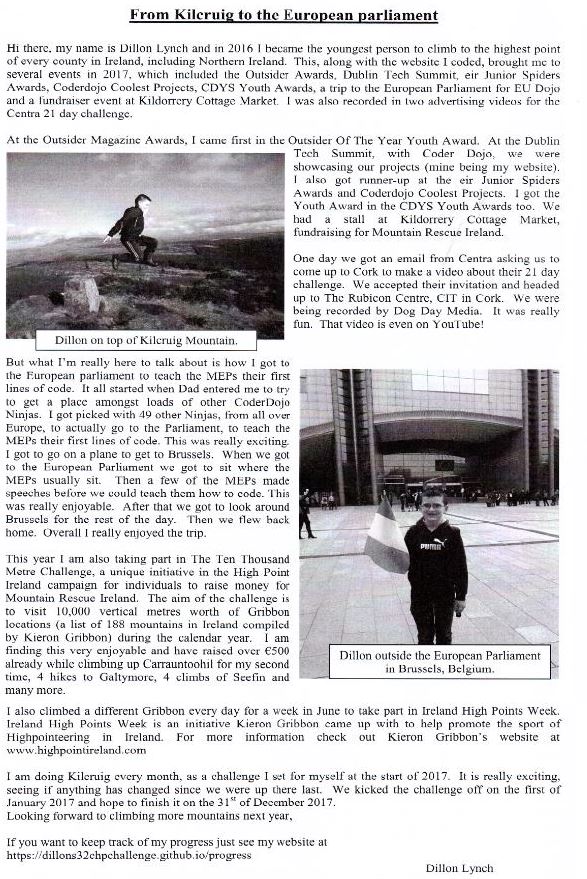 From Kilcruig to the European parliament
Hi there, my name is Dillon Lynch and in 2016 I became the youngest person to climb to the highest point
of every county in Ireland, including Northern Ireland. This, along with the website I coded, brought me to
several events in 2017, which included the Outsider Awards, Dublin Tech Summit, eir Junior Spiders
Awards, Coderdojo Coolest Projects, CDYS Youth Awards, a trip to the European Parliament for EU Dojo
and a fundraiser event at Kildorrery Cottage Market. I was also recorded in two advertising videos for the
Centra 21 day challenge.
At the Outsider Magazine Awards, I came first in the Outsider Of The Year Youth Award. At the Dublin
Tech Summit, with Coder Dojo, we were
showcasing our projects (mine being my website).
I also got runner-up at the eir Junior Spiders
Awards and Coderdojo Coolest Projects. I got the
Youth Award in the CDYS Youth Awards too. We
had a stall at Kildorrery Cottage Market,
fundraising for Mountain Rescue Ireland.
One day we got an email from Centra asking us to
come up to Cork to make a video about their 21 day
challenge. We accepted their invitation and headed
up to The Rubicon Centre, CIT in Cork. We were
being recorded by Dog Day Media. It was really
fun. That video is even on YouTube!
Dillon on top of Kilcruig Mountain.
But what I'm really here to talk about is how I got to
the European parliament to teach the MEPs their first
lines of code. It all started when Dad entered me to try
to get a place amongst loads of other CoderDojo
Ninjas. I got picked with 49 other Ninjas, from all over
Europe, to actually go to the Parliament, to teach the
MEPs their first lines of code. This was really exciting.
I got to go on a plane to get to Brussels. When we got
to the European Parliament we got to sit where the
MEPs usually sit. Then a few of the MEPs made
speeches before we could teach them how to code. This
was really enjoyable. After that we got to look around
Brussels for the rest of the day. Then we flew back
home. Overall I really enjoyed the trip.
This year I am also taking part in The Ten Thousand
Metre Challenge, a unique initiative in the High Point
Ireland campaign for individuals to raise money for
Mountain Rescue Ireland. The aim of the challenge is
to visit 10,000 vertical metres worth of Gribbon
locations (a list of 188 mountains in Ireland compiled
by Kieron Gribbon) during the calendar year. I am
finding this very enjoyable and have raised over €500
already while climbing up Carrauntoohil for my second
time, 4 hikes to Galtymore, 4 climbs of Seefin and
many more.
PUMA
Dillon outside the European Parliament
in Brussels, Belgium.
I also climbed a different Gribbon every day for a week in June to take part in Ireland High Points Week.
Ireland High Points Week is an initiative Kieron Gribbon came up with to help promote the sport of
Highpointering in Ireland. For more information check out Kieron Gribbon's website at
www.highpointireland.com
I am doing Kilcruig every month, as a challenge I set for myself at the start of 2017. It is really exciting,
seeing if anything has changed since we were up there last. We kicked the challenge off on the first of
January 2017 and hope to finish it on the 31st of December 2017.
Looking forward to climbing more mountains next year,
If you want to keep track of my progress just see my website at
https://dillons32chpchallenge.github.io/progress
Dillon Lynch